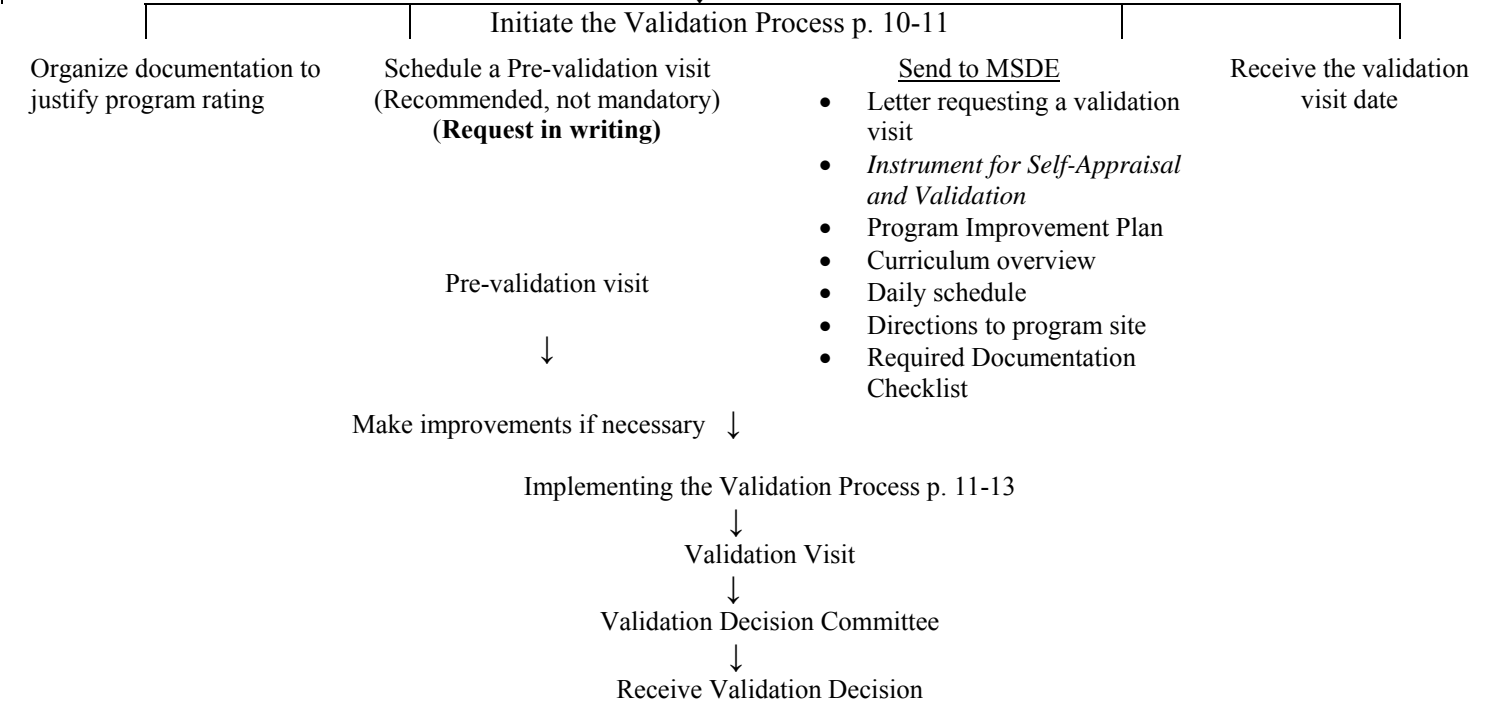 Initiate the Validation Process p. 10-11
Organize documentation to
justify program rating
Schedule a Pre-validation visit
(Recommended, not mandatory)
(Request in writing)
Pre-validation visit
↓
Make improvements if necessary ↓
Send to MSDE
• Letter requesting a validation
visit
• Instrument for Self-Appraisal
and Validation
• Program Improvement Plan
• Curriculum overview
• Daily schedule
• Directions to program site
• Required Documentation
Checklist
Receive the validation
visit date
Implementing the Validation Process p. 11-13
↓
Validation Visit
↓
Validation Decision Committee
↓
Receive Validation Decision